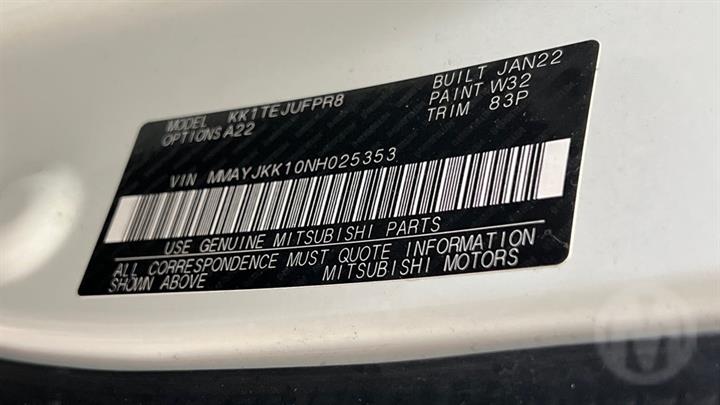 MODEL KK1TEJUFPR8 BUILT JAN22
OPTIONS A22 PAINT W32
TRIM 83P
VIN MMAYJKK10NH025353
USE GENUINE MITSUBISHI PARTS
ALL CORRESPONDENCE MUST QUOTE INFORMATION
SHOWN ABOVE MITSUBISHI MOTORS